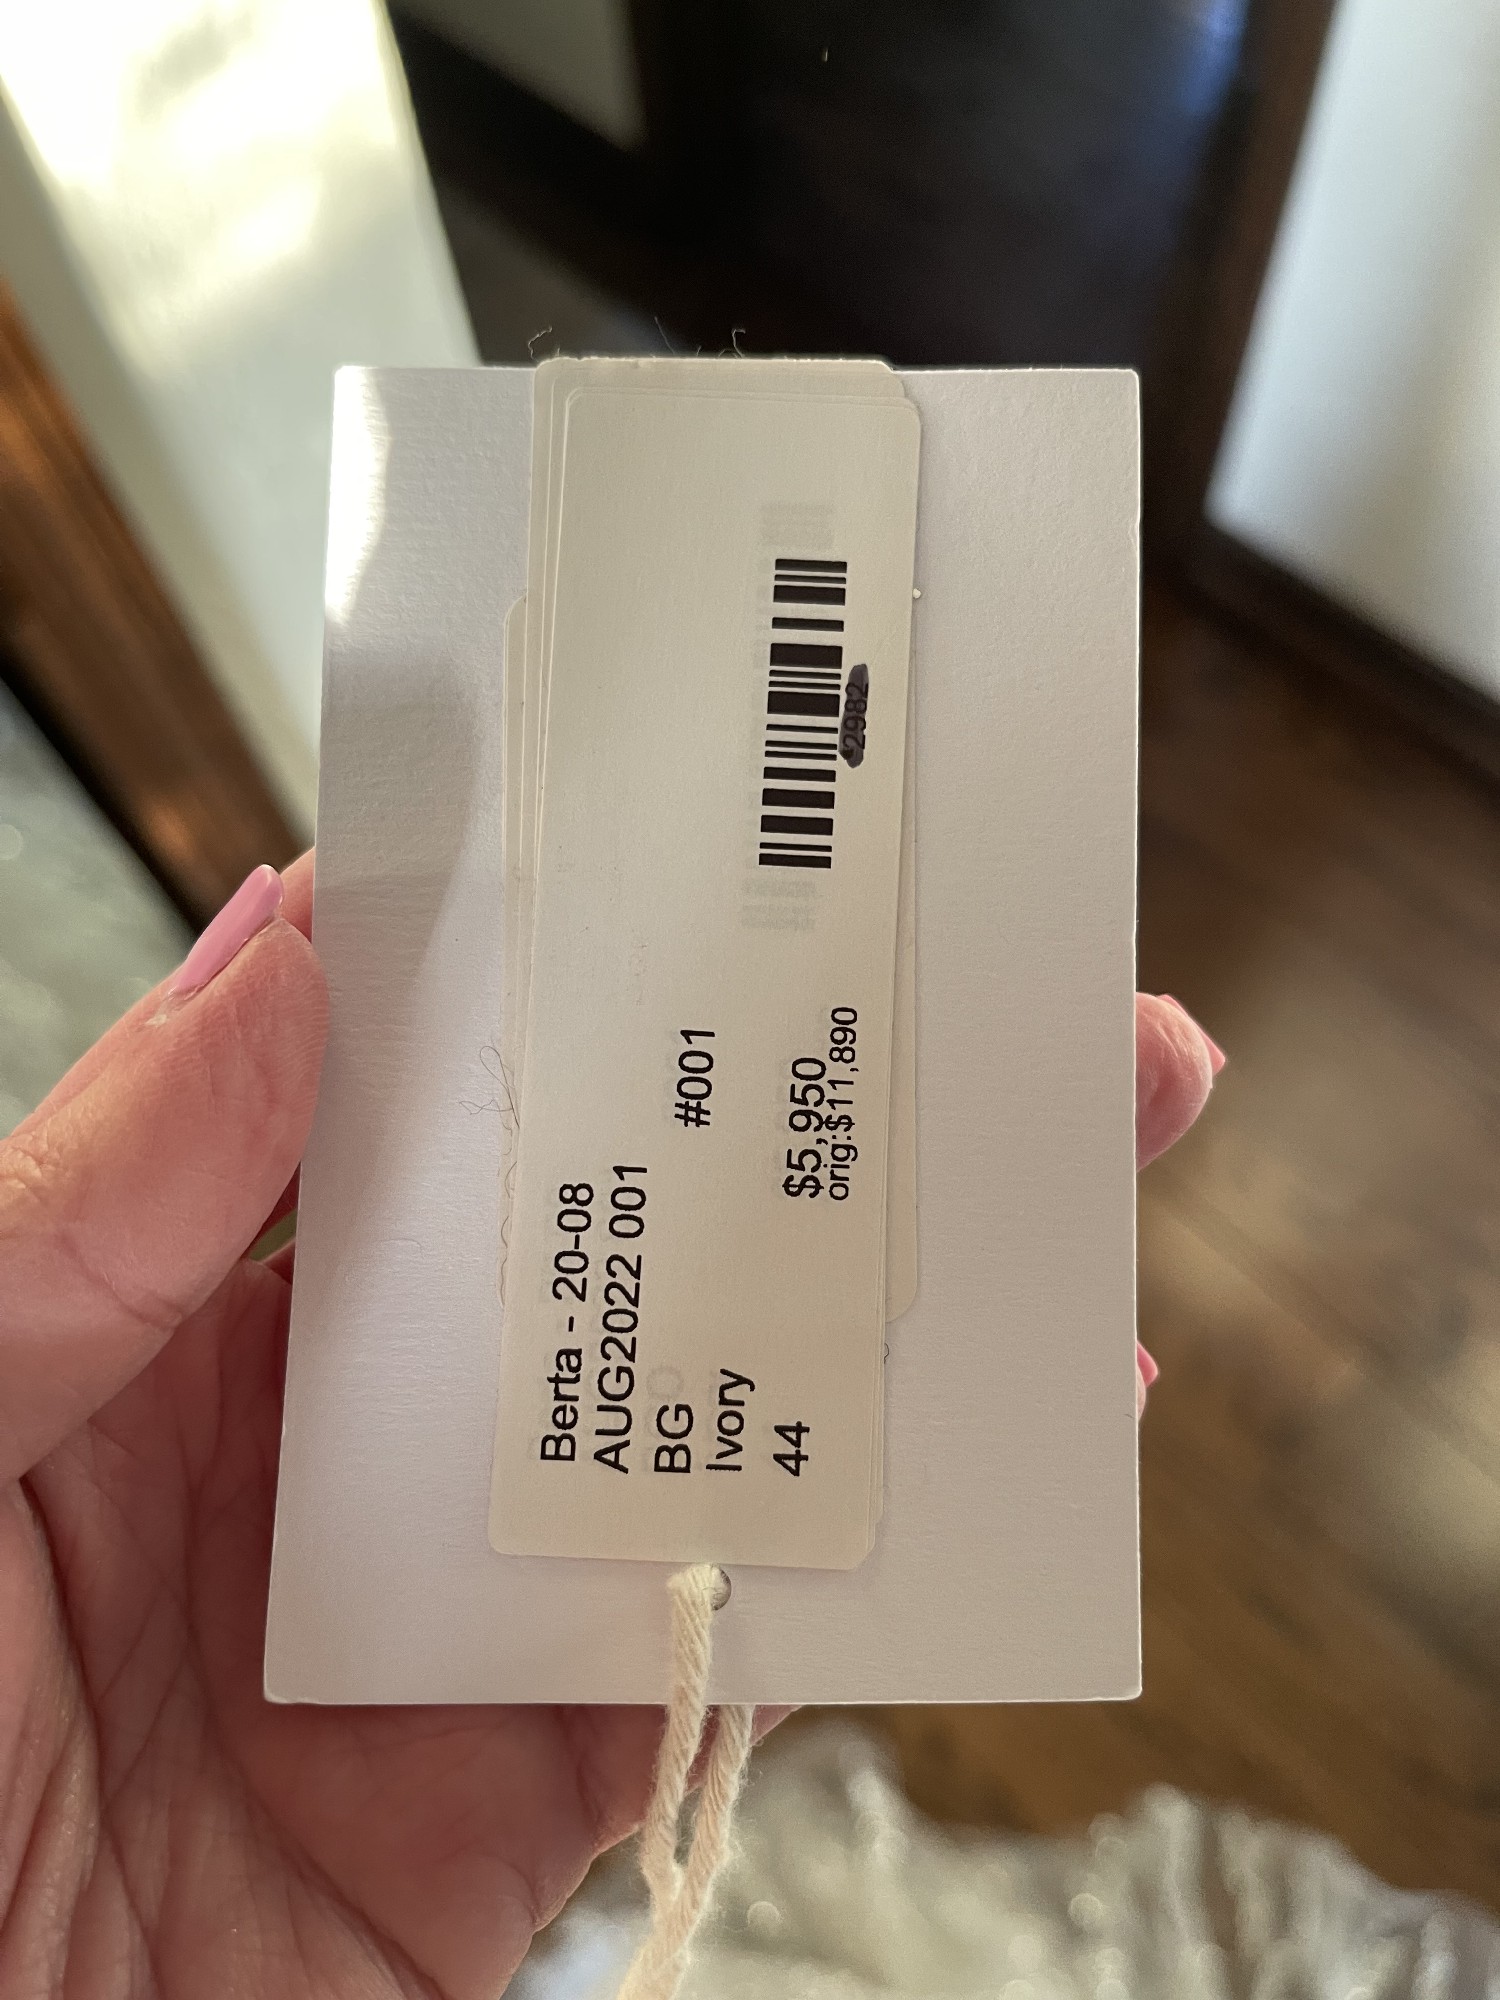 Berta - 20-08
AUG2022 001
BG
#001
Ivory
44
$5,950
orig:$11,890
2982